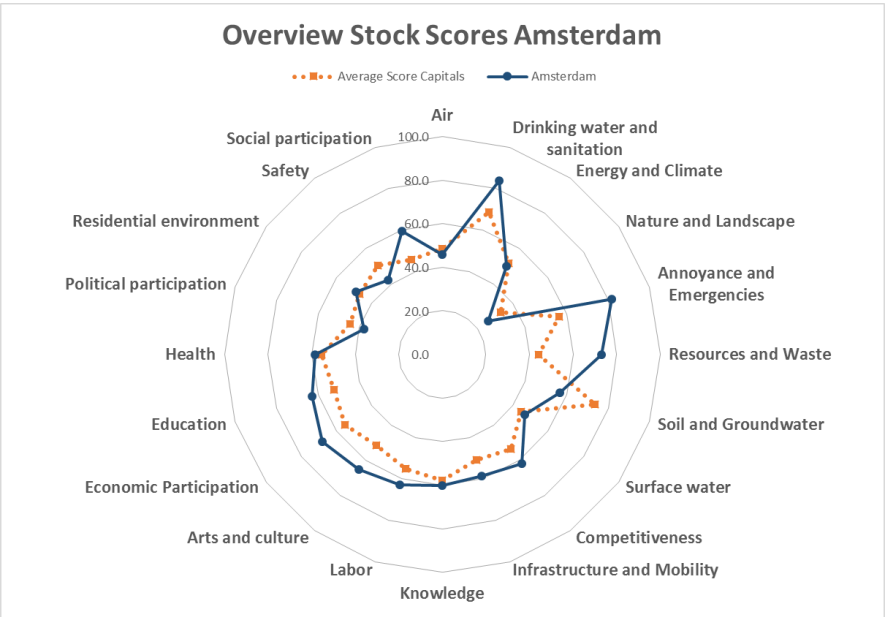 Overview Stock Scores Amsterdam
Average Score Capitals
Amsterdam
Air
100.0
80.0
60.0
40.0
20.0
0.0
Drinking water and
sanitation
Energy and Climate
Nature and Landscape
Annoyance and
Emergencies
Resources and Waste
Soil and Groundwater
Surface water
Competitiveness
Infrastructure and Mobility
Knowledge
Labor
Arts and culture
Economic Participation
Education
Health
Political participation
Residential environment
Safety
Social participation